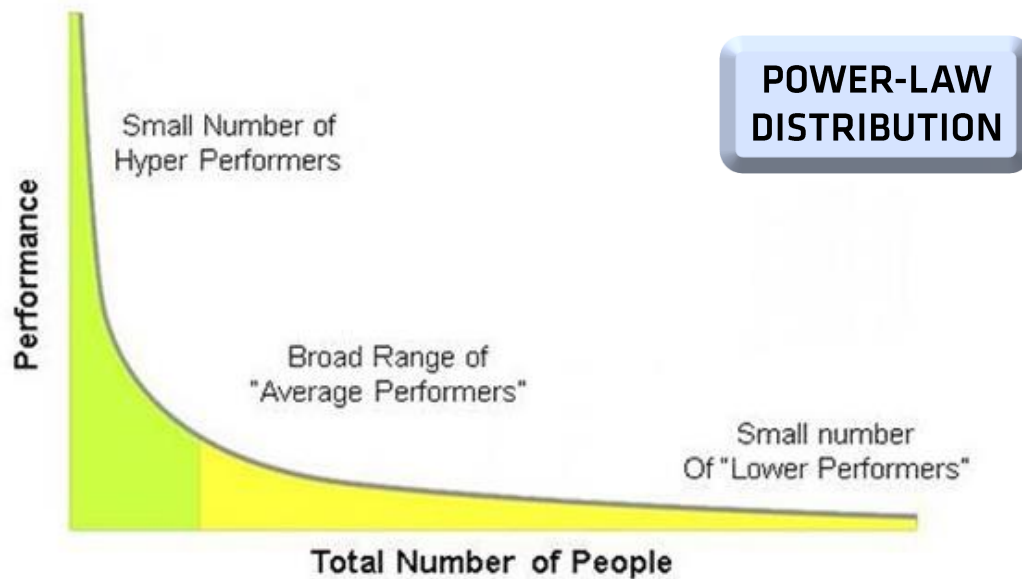 POWER-LAW
DISTRIBUTION
Small Number of
Hyper Performers
Performance
Broad Range of
"Average Performers"
Small number
Of "Lower Performers"
Total Number of People